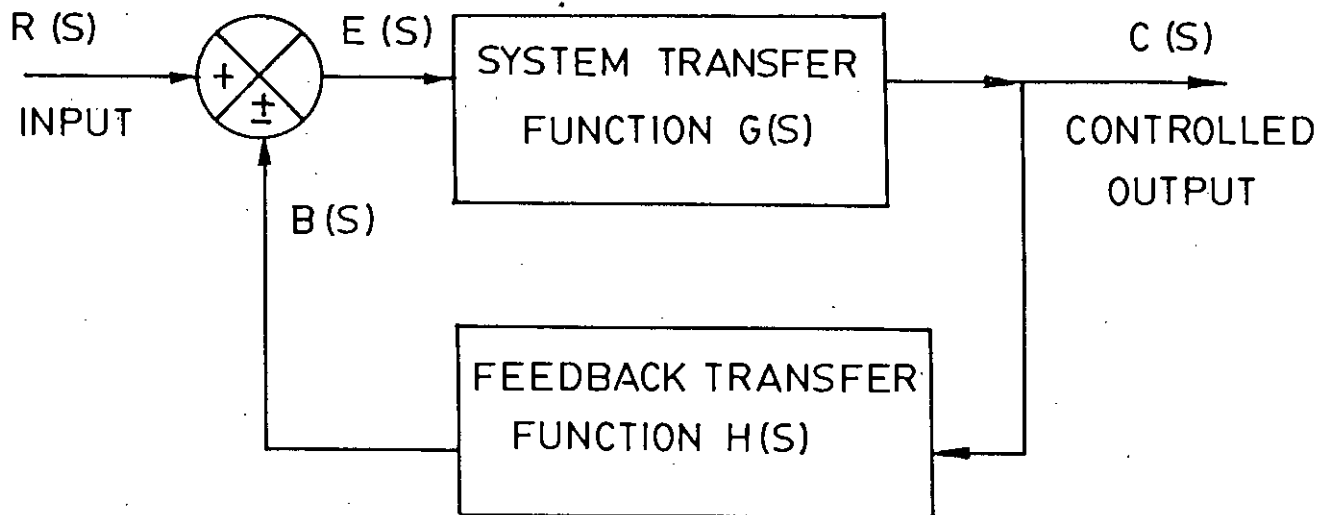 R(S)
INPUT
+
±
E(S)
SYSTEM TRANSFER
FUNCTION G(S)
C(S)
CONTROLLED
OUTPUT
B(S)
FEEDBACK TRANSFER
FUNCTION H(S)